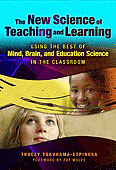 The New Science of
Teaching and Learning
USING THE BEST OF
MIND, BRAIN, AND EDUCATION SCIENCE
IN THE CLASSROOM
TRACEY TOKUHAMA-ESPINOSA
FOREWORD BY PAT WOLFE